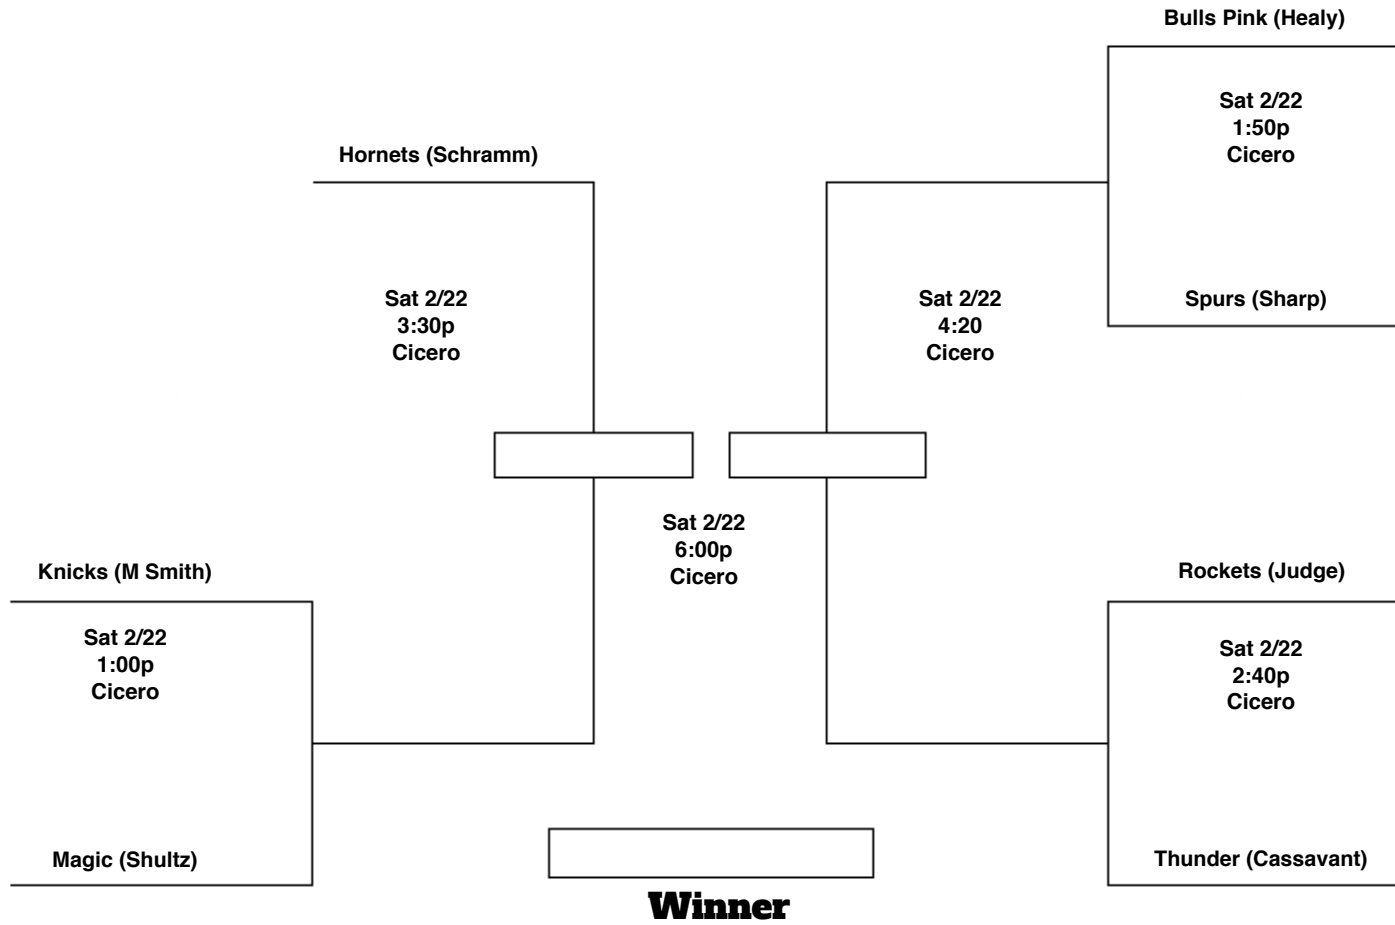 Bulls Pink (Healy)
Sat 2/22
1:50p
Cicero
Spurs (Sharp)
Hornets (Schramm)
Sat 2/22
3:30p
Cicero
Sat 2/22
4:20
Cicero
Sat 2/22
6:00p
Cicero
Knicks (M Smith)
Sat 2/22
1:00p
Cicero
Magic (Shultz)
Rockets (Judge)
Sat 2/22
2:40p
Cicero
Thunder (Cassavant)
Winner